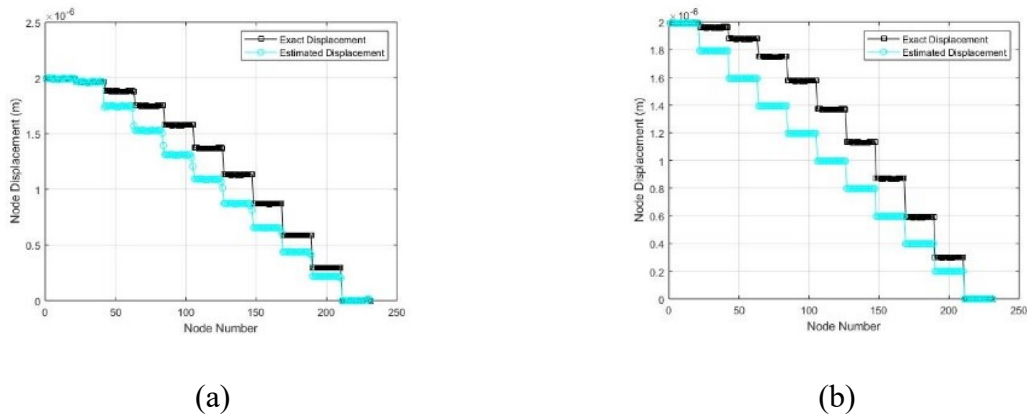 2.5 ×10^-6
Exact Displacement
Estimated Displacement
2
1.5
1
0.5
0
Node Displacement (m)
0 50 100 150 200 250
Node Number
(a)
2 ×10^-6
Exact Displacement
Estimated Displacement
1.8
1.6
1.4
1.2
1
0.8
0.6
0.4
0.2
0
Node Displacement (m)
0 50 100 150 200 250
Node Number
(b)